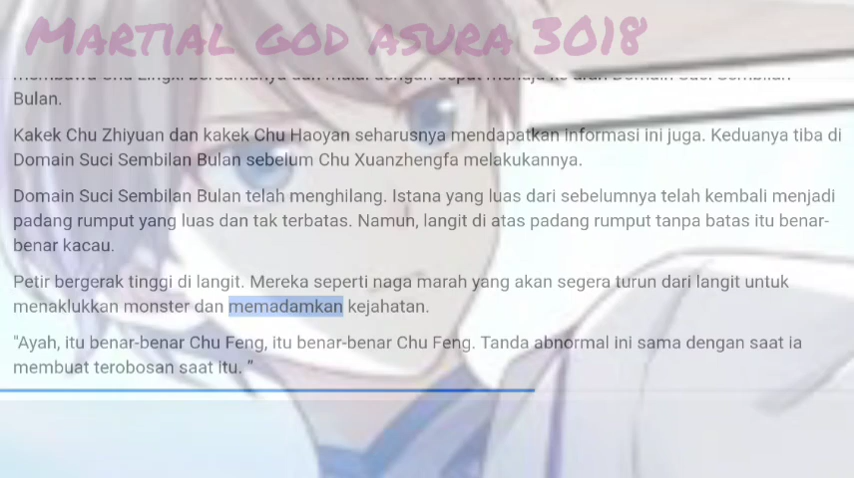 MARTIAL GOD ASURA 3018
Bulan.
Kakek Chu Zhiyuan dan kakek Chu Haoyan seharusnya mendapatkan informasi ini juga. Keduanya tiba di
Domain Suci Sembilan Bulan sebelum Chu Xuanzhengfa melakukannya.
Domain Suci Sembilan Bulan telah menghilang. Istana yang luas dari sebelumnya telah kembali menjadi
padang rumput yang luas dan tak terbatas. Namun, langit di atas padang rumput tanpa batas itu benar-
benar kacau.
Petir bergerak tinggi di langit. Mereka seperti naga marah yang akan segera turun dari langit untuk
menaklukkan monster dan memadamkan kejahatan.
"Ayah, itu benar-benar Chu Feng, itu benar-benar Chu Feng. Tanda abnormal ini sama dengan saat ia
membuat terobosan saat itu. ”